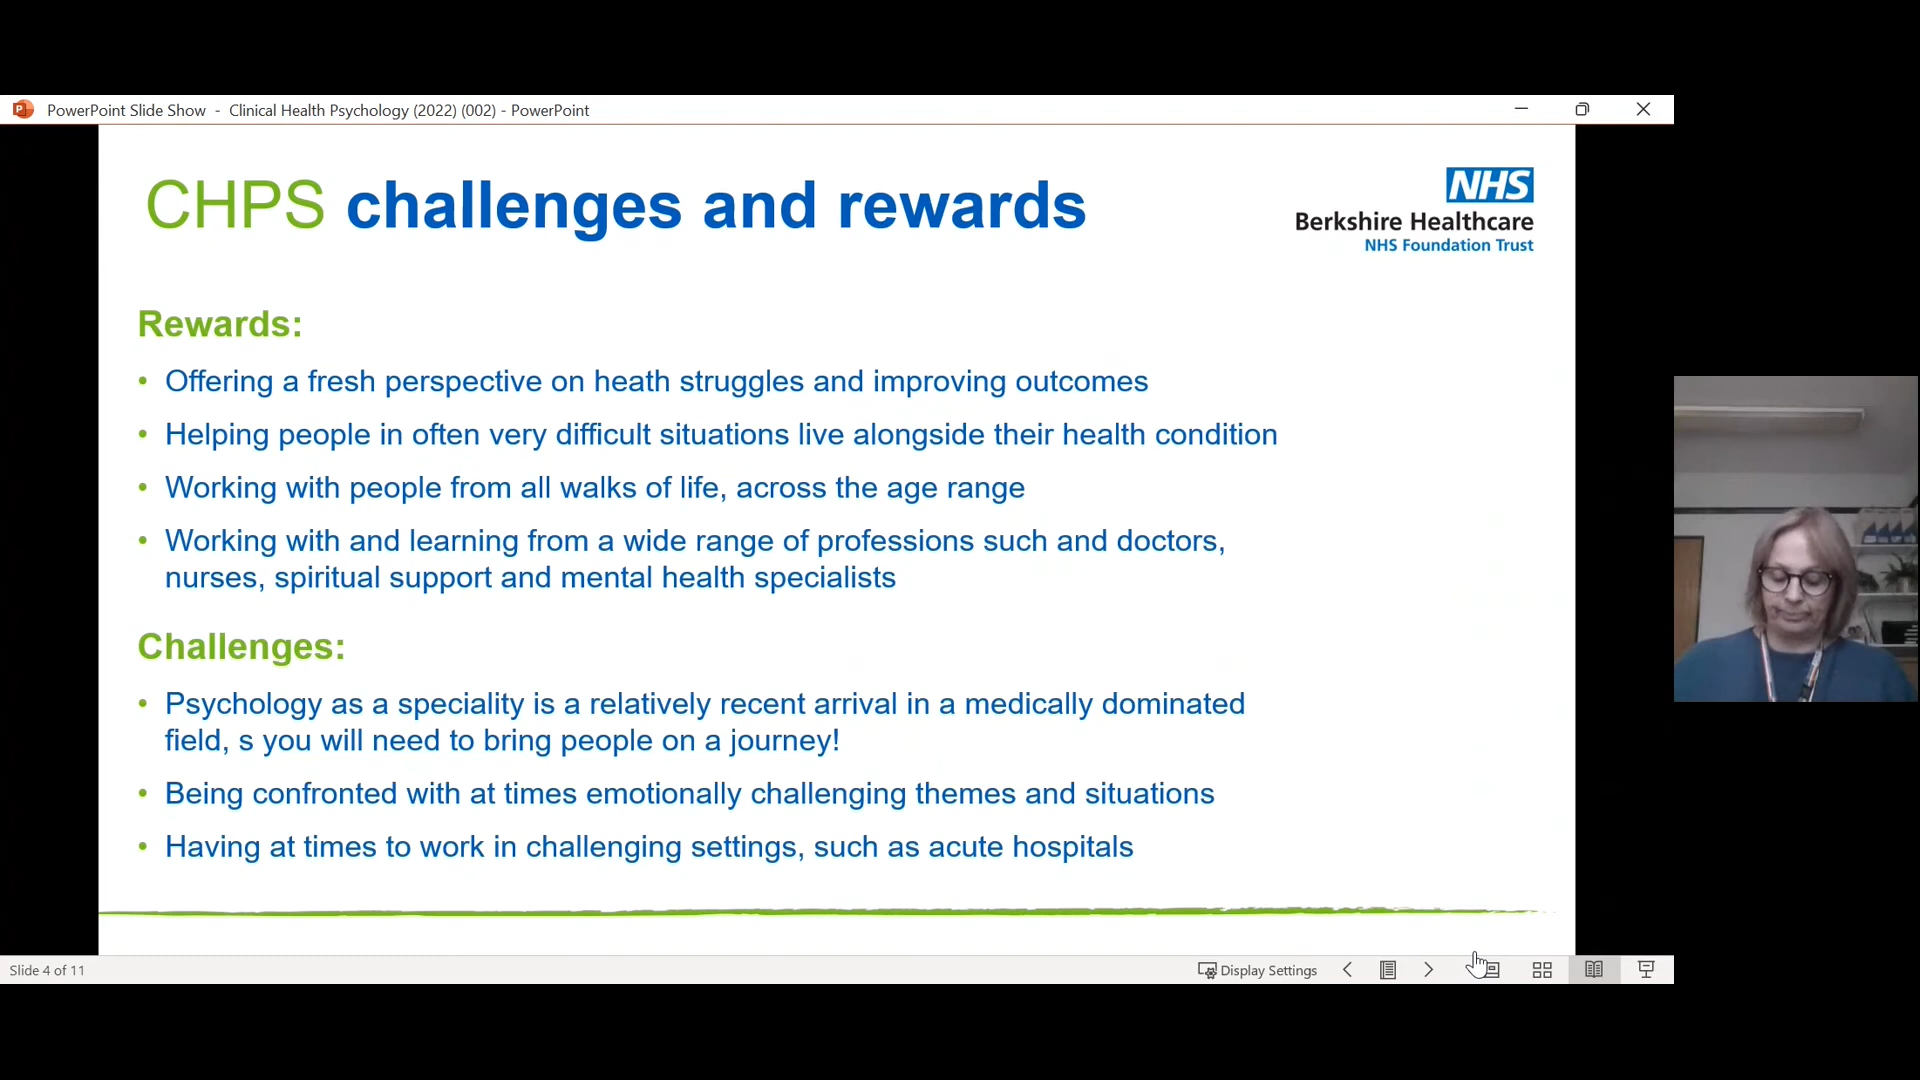 PowerPoint Slide Show - Clinical Health Psychology (2022) (002) - PowerPoint
CHPS challenges and rewards
NHS
Berkshire Healthcare
NHS Foundation Trust
Rewards:
• Offering a fresh perspective on heath struggles and improving outcomes
• Helping people in often very difficult situations live alongside their health condition
• Working with people from all walks of life, across the age range
• Working with and learning from a wide range of professions such and doctors,
nurses, spiritual support and mental health specialists
Challenges:
• Psychology as a speciality is a relatively recent arrival in a medically dominated
field, s you will need to bring people on a journey!
• Being confronted with at times emotionally challenging themes and situations
• Having at times to work in challenging settings, such as acute hospitals
Slide 4 of 11
Display Settings